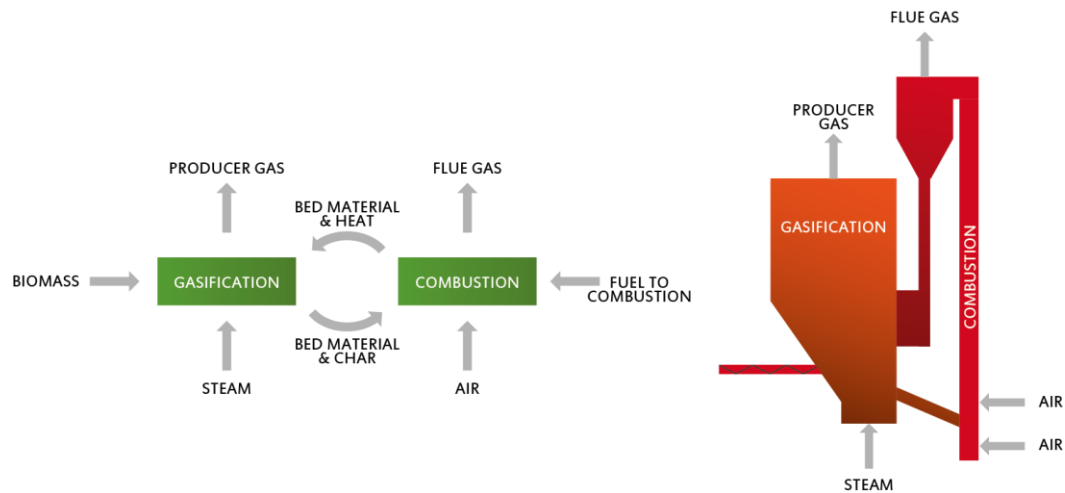 PRODUCER GAS
FLUE GAS
BED MATERIAL
& HEAT
BIOMASS
GASIFICATION
COMBUSTION
FUEL TO
COMBUSTION
BED MATERIAL
& CHAR
STEAM
AIR
FLUE GAS
PRODUCER
GAS
GASIFICATION
COMBUSTION
AIR
AIR
STEAM